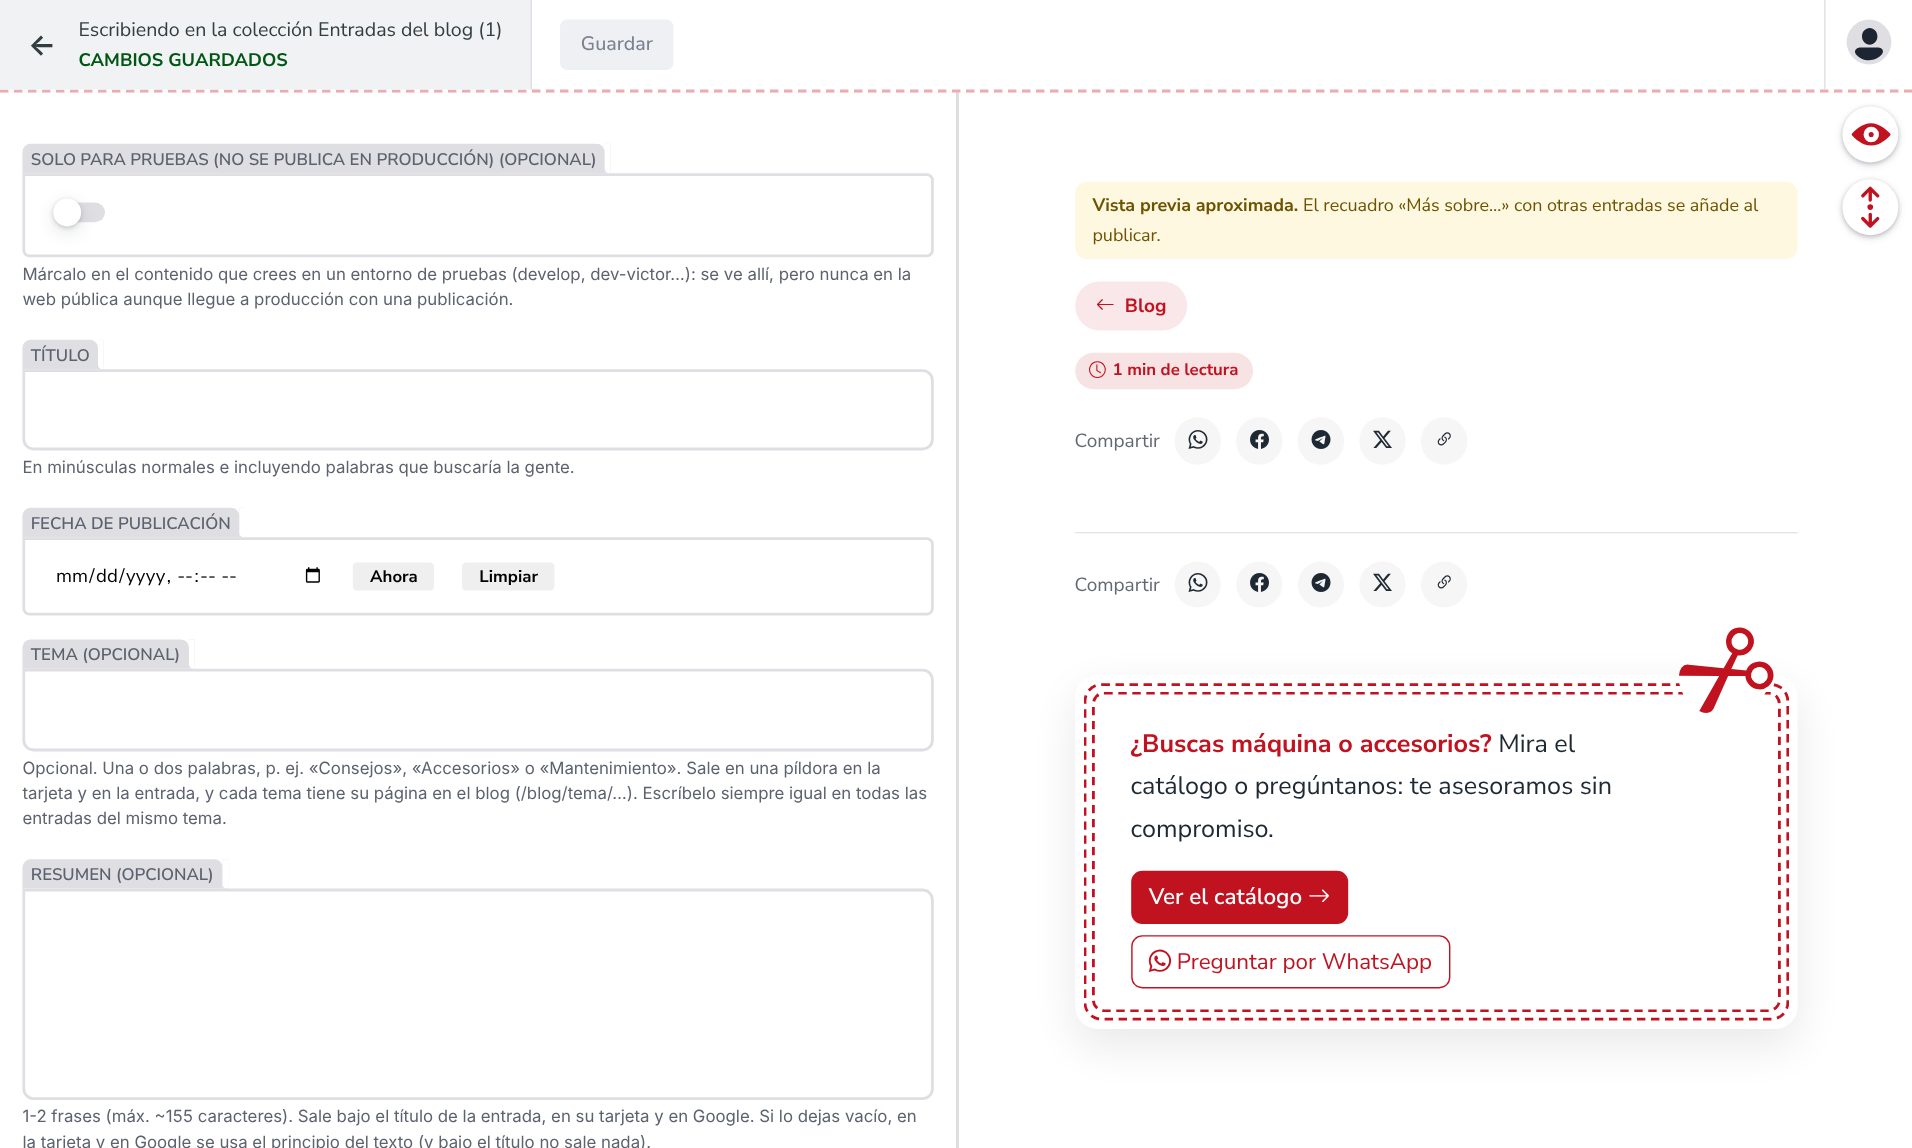 Escribiendo en la colección Entradas del blog (1)
CAMBIOS GUARDADOS
Guardar
SOLO PARA PRUEBAS (NO SE PUBLICA EN PRODUCCIÓN) (OPCIONAL)
Márcalo en el contenido que crees en un entorno de pruebas (develop, dev-victor...): se ve allí, pero nunca en la
web pública aunque llegue a producción con una publicación.
TÍTULO
En minúsculas normales e incluyendo palabras que buscaría la gente.
FECHA DE PUBLICACIÓN
mm/dd/yyyy, --:-- --
Ahora
Limpiar
TEMA (OPCIONAL)
Opcional. Una o dos palabras, p. ej. «Consejos», «Accesorios» o «Mantenimiento». Sale en una píldora en la
tarjeta y en la entrada, y cada tema tiene su página en el blog (/blog/tema/...). Escríbelo siempre igual en todas las
entradas del mismo tema.
RESUMEN (OPCIONAL)
1-2 frases (máx. ~155 caracteres). Sale bajo el título de la entrada, en su tarjeta y en Google. Si lo dejas vacío, en
la tarjeta y en Google se usa el principio del texto (y bajo el título no sale nada).
Vista previa aproximada. El recuadro «Más sobre...» con otras entradas se añade al
publicar.
Blog
1 min de lectura
Compartir
Compartir
¿Buscas máquina o accesorios? Mira el
catálogo o pregúntanos: te asesoramos sin
compromiso.
Ver el catálogo →
Preguntar por WhatsApp